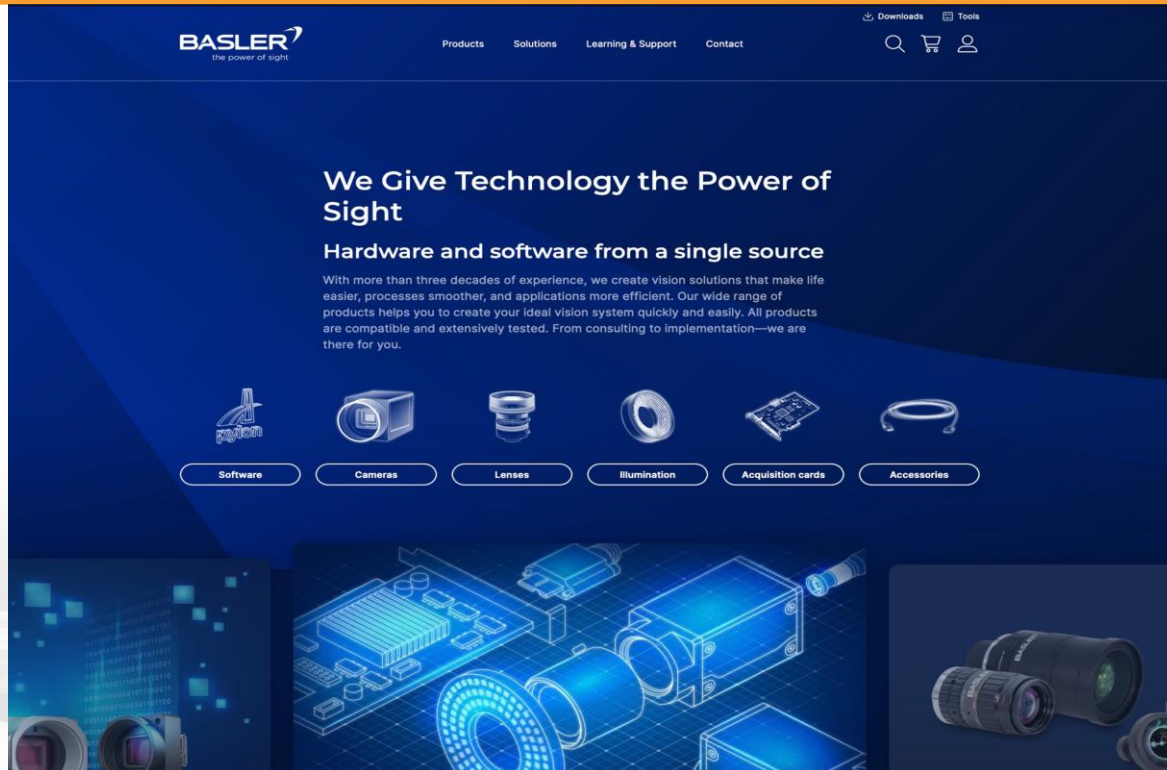 Downloads
Tools
BASLER
the power of sight
Products
Solutions
Learning & Support
Contact
We Give Technology the Power of
Sight
Hardware and software from a single source
With more than three decades of experience, we create vision solutions that make life
easier, processes smoother, and applications more efficient. Our wide range of
products helps you to create your ideal vision system quickly and easily. All products
are compatible and extensively tested. From consulting to implementation—we are
there for you.
pylon
Software
Cameras
Lenses
Illumination
Acquisition cards
Accessories
BASLER